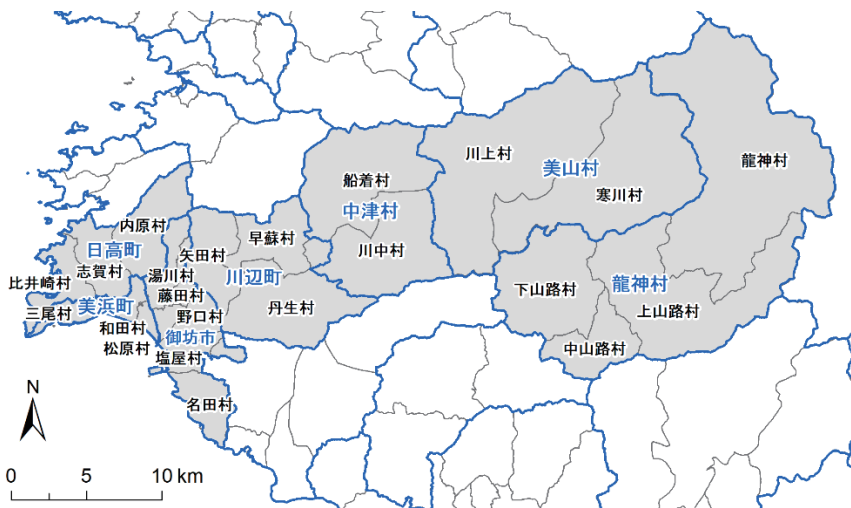 川上村
龍神村
美山村
船着村
寒川村
中津村
内原村
早蘇村
日高町
矢田村
川中村
志賀村
湯川村
川辺町
比井崎村
下山路村
龍神村
藤田村
丹生村
美浜町
三尾村
野口村
上山路村
和田村
御坊市
松原村
中山路村
塩屋村
名田村
N
0 5 10 km